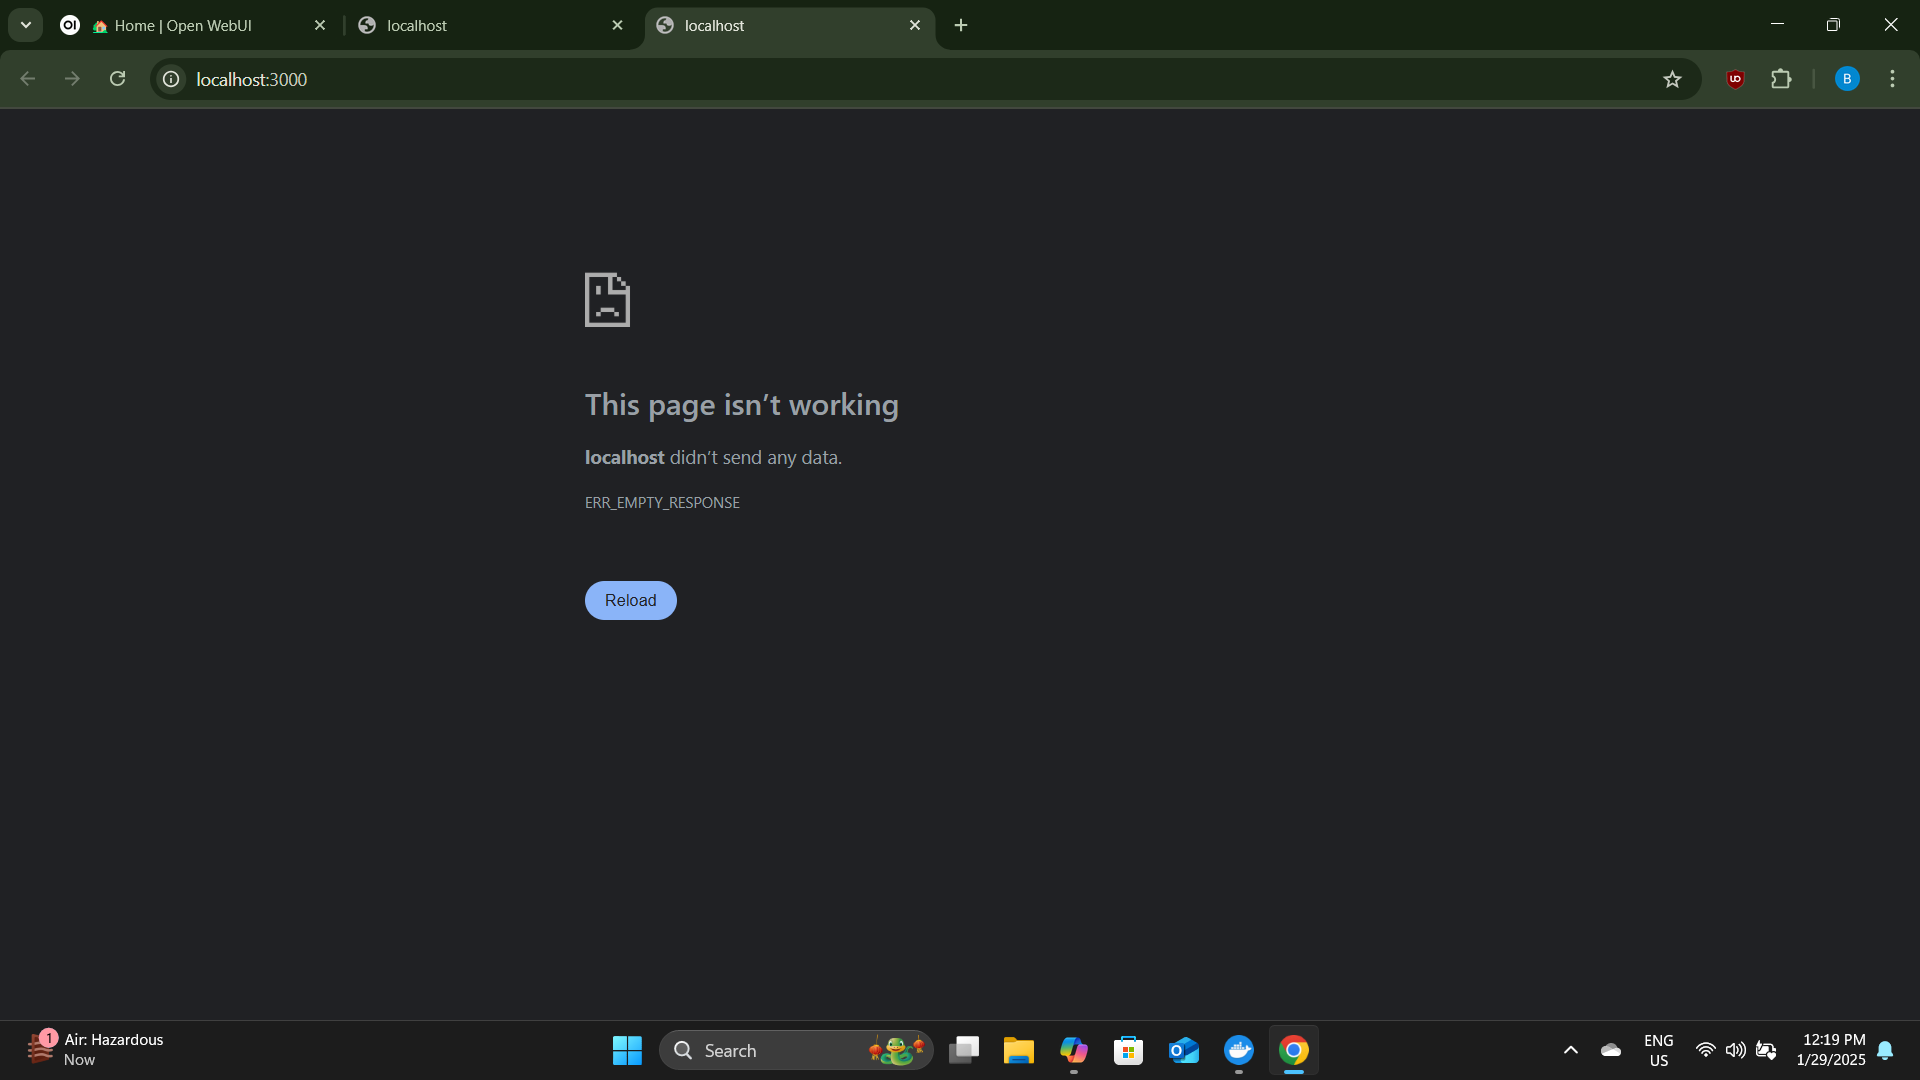 OI Home | Open WebUI
localhost
localhost
localhost:3000
UO
B
This page isn’t working
localhost didn’t send any data.
ERR_EMPTY_RESPONSE
Reload
1
Air: Hazardous
Now
Search
O
ENG
US
12:19 PM
1/29/2025